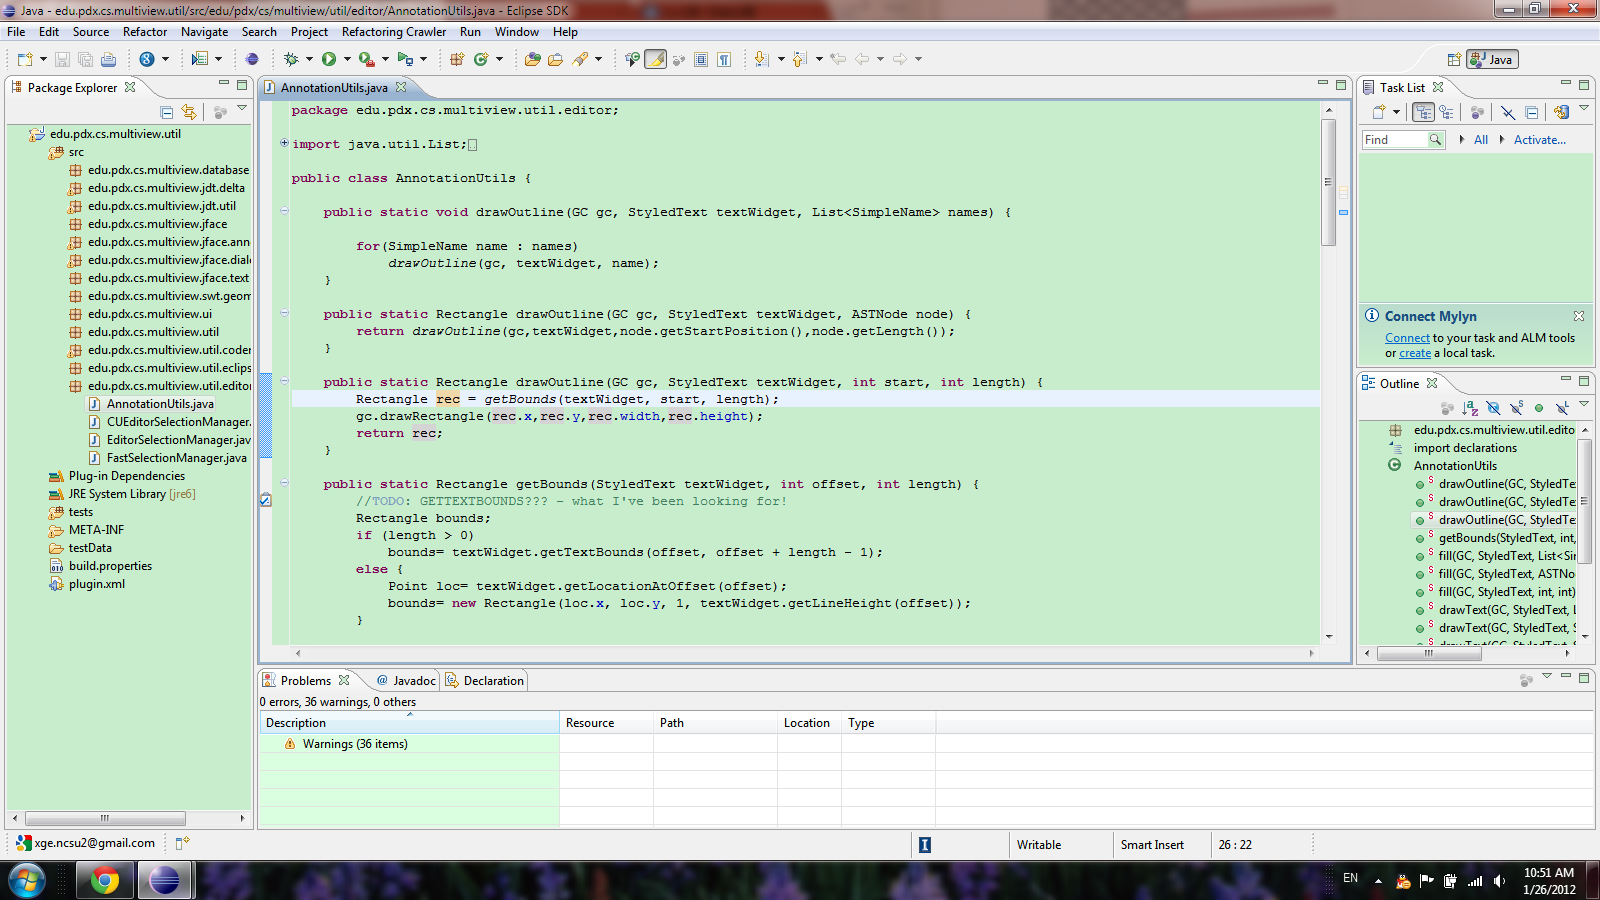 Java - edu.pdx.cs.multiview.util/src/edu/pdx/cs/multiview/util/editor/AnnotationUtils.java - Eclipse SDK
File Edit Source Refactor Navigate Search Project Refactoring Crawler Run Window Help
Java
Package Explorer
edu.pdx.cs.multiview.util
src
edu.pdx.cs.multiview.database
edu.pdx.cs.multiview.jdt.delta
edu.pdx.cs.multiview.jdt.util
edu.pdx.cs.multiview.jface
edu.pdx.cs.multiview.jface.ann
edu.pdx.cs.multiview.jface.dial
edu.pdx.cs.multiview.jface.text
edu.pdx.cs.multiview.swt.geom
edu.pdx.cs.multiview.ui
edu.pdx.cs.multiview.util
edu.pdx.cs.multiview.util.coder
edu.pdx.cs.multiview.util.eclips
edu.pdx.cs.multiview.util.editor
AnnotationUtils.java
CUEditorSelectionManager.
EditorSelectionManager.jav
FastSelectionManager.java
Plug-in Dependencies
JRE System Library [jre6]
tests
META-INF
testData
build.properties
plugin.xml
AnnotationUtils.java
package edu.pdx.cs.multiview.util.editor;
import java.util.List;
public class AnnotationUtils {
public static void drawOutline(GC gc, StyledText textWidget, List<SimpleName> names) {
for(SimpleName name : names)
drawOutline(gc, textWidget, name);
}
public static Rectangle drawOutline(GC gc, StyledText textWidget, ASTNode node) {
return drawOutline(gc,textWidget,node.getStartPosition(),node.getLength());
}
public static Rectangle drawOutline(GC gc, StyledText textWidget, int start, int length) {
Rectangle rec = getBounds(textWidget, start, length);
gc.drawRectangle(rec.x,rec.y,rec.width,rec.height);
return rec;
}
public static Rectangle getBounds(StyledText textWidget, int offset, int length) {
//TODO: GETTEXTBOUNDS??? - what I've been looking for!
Rectangle bounds;
if (length > 0)
bounds= textWidget.getTextBounds(offset, offset + length - 1);
else {
Point loc= textWidget.getLocationAtOffset(offset);
bounds= new Rectangle(loc.x, loc.y, 1, textWidget.getLineHeight(offset));
}
Task List
Find All Activate...
Connect Mylyn
Connect to your task and ALM tools
or create a local task.
Outline
edu.pdx.cs.multiview.util.edito
import declarations
AnnotationUtils
drawOutline(GC, StyledTe
drawOutline(GC, StyledTe
drawOutline(GC, StyledTe
getBounds(StyledText, int,
fill(GC, StyledText, List<Sin
fill(GC, StyledText, ASTNo
fill(GC, StyledText, int, int)
drawText(GC, StyledText, L
drawText(GC, StyledText, S
Problems Javadoc Declaration
0 errors, 36 warnings, 0 others
Description Resource Path Location Type
Warnings (36 items)
xge.ncsu2@gmail.com
Writable Smart Insert 26 : 22
EN
10:51 AM
1/26/2012